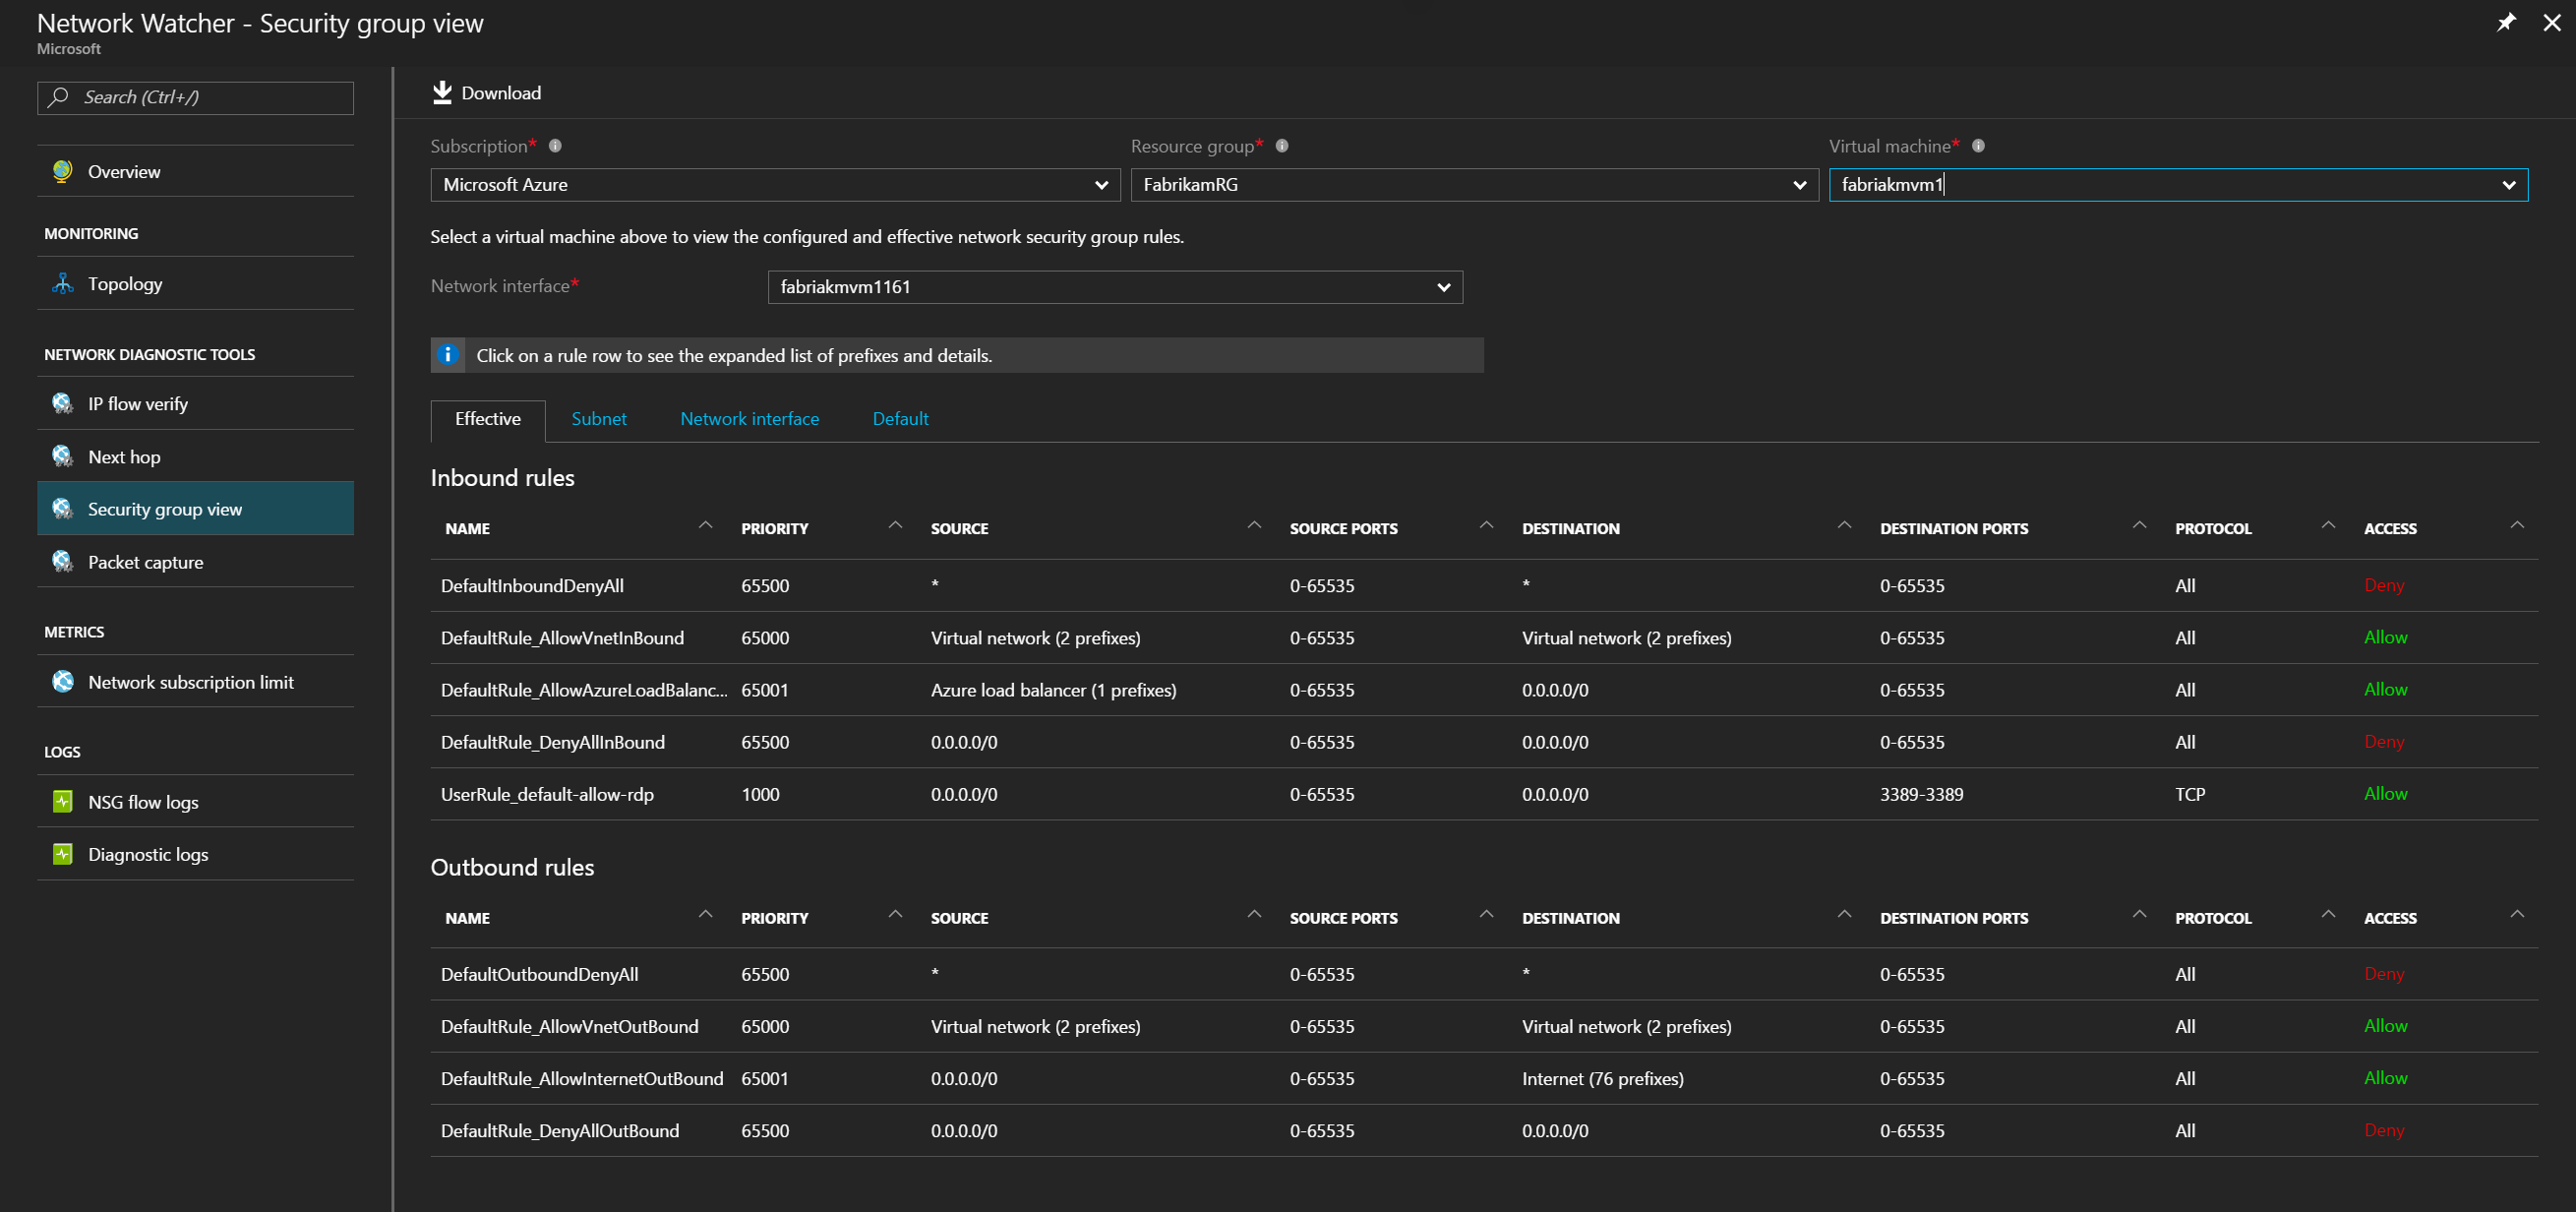 Network Watcher - Security group view
Microsoft
Search (Ctrl+/)
Overview
MONITORING
Topology
NETWORK DIAGNOSTIC TOOLS
IP flow verify
Next hop
Security group view
Packet capture
METRICS
Network subscription limit
LOGS
NSG flow logs
Diagnostic logs
Download
Subscription* Resource group* Virtual machine*
Microsoft Azure FabrikamRG fabriakmvm1
Select a virtual machine above to view the configured and effective network security group rules.
Network interface* fabriakmvm1161
Click on a rule row to see the expanded list of prefixes and details.
Effective Subnet Network interface Default
Inbound rules
NAME PRIORITY SOURCE SOURCE PORTS DESTINATION DESTINATION PORTS PROTOCOL ACCESS
DefaultInboundDenyAll 65500 * 0-65535 * 0-65535 All Deny
DefaultRule_AllowVnetInBound 65000 Virtual network (2 prefixes) 0-65535 Virtual network (2 prefixes) 0-65535 All Allow
DefaultRule_AllowAzureLoadBalanc... 65001 Azure load balancer (1 prefixes) 0-65535 0.0.0.0/0 0-65535 All Allow
DefaultRule_DenyAllInBound 65500 0.0.0.0/0 0-65535 0.0.0.0/0 0-65535 All Deny
UserRule_default-allow-rdp 1000 0.0.0.0/0 0-65535 0.0.0.0/0 3389-3389 TCP Allow
Outbound rules
NAME PRIORITY SOURCE SOURCE PORTS DESTINATION DESTINATION PORTS PROTOCOL ACCESS
DefaultOutboundDenyAll 65500 * 0-65535 * 0-65535 All Deny
DefaultRule_AllowVnetOutBound 65000 Virtual network (2 prefixes) 0-65535 Virtual network (2 prefixes) 0-65535 All Allow
DefaultRule_AllowInternetOutBound 65001 0.0.0.0/0 0-65535 Internet (76 prefixes) 0-65535 All Allow
DefaultRule_DenyAllOutBound 65500 0.0.0.0/0 0-65535 0.0.0.0/0 0-65535 All Deny